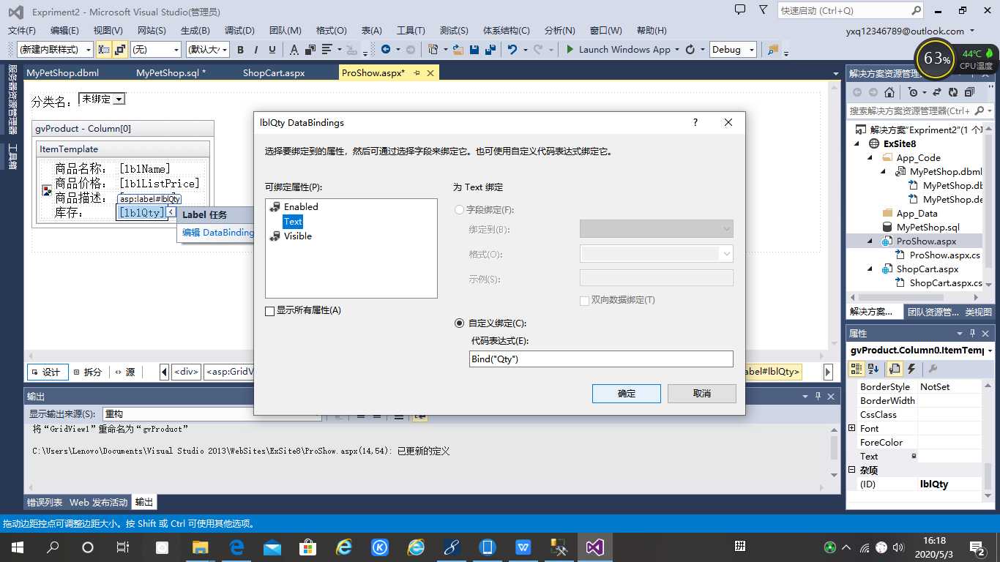 Expriment2 - Microsoft Visual Studio(管理员)
快速启动 (Ctrl+Q)
文件(F) 编辑(E) 视图(V) 网站(S) 生成(B) 调试(D) 团队(M) 格式(O) 表(A) 工具(T) 测试(S) 体系结构(C) 分析(N) 窗口(W) 帮助(H)
yxq12346789@outlook.com
(新建内联样式) (无) (默认大小 B I U A Launch Windows App Debug
63%
44℃
CPU温度
服务器资源管理器
工具箱
MyPetShop.dbml MyPetShop.sql * ShopCart.aspx ProShow.aspx*
分类名： 未绑定
gvProduct - Column[0]
ItemTemplate
商品名称： [lblName]
商品价格： [lblListPrice]
商品描述：
asp:label#lblQty
库存： [lblQty]
Label 任务
编辑 DataBinding
lblQty DataBindings
?
选择要绑定到的属性，然后可通过选择字段来绑定它。也可使用自定义代码表达式绑定它。
可绑定属性(P):
Enabled
Text
Visible
显示所有属性(A)
为 Text 绑定
字段绑定(F):
绑定到(B):
格式(O):
示例(S):
双向数据绑定(T)
自定义绑定(C):
代码表达式(E):
Bind("Qty")
确定 取消
设计 拆分 源 <div> <asp:GridV abel#lblQty>
输出
显示输出来源(S): 重构
将“GridView1”重命名为“gvProduct”
C:\Users\Lenovo\Documents\Visual Studio 2013\WebSites\ExSite8\ProShow.aspx(14,54): 已更新的定义
错误列表 Web 发布活动 输出
解决方案资源管理
搜索解决方案资源管理器(Ctrl+
解决方案"Expriment2"(1 个
ExSite8
App_Code
MyPetShop.dbml
MyPetShop.db
MyPetShop.de
App_Data
MyPetShop.sql
ProShow.aspx
ProShow.aspx.cs
ShopCart.aspx
ShopCart.aspx.cs
解决方案... 团队资源管... 类视图
属性
gvProduct.Column0.ItemTemp
BorderStyle NotSet
BorderWidth
CssClass
Font
ForeColor
Text
杂项
(ID) lblQty
拖动边距控点可调整边距大小。按 Shift 或 Ctrl 可使用其他选项。
拼
16:18
2020/5/3
2